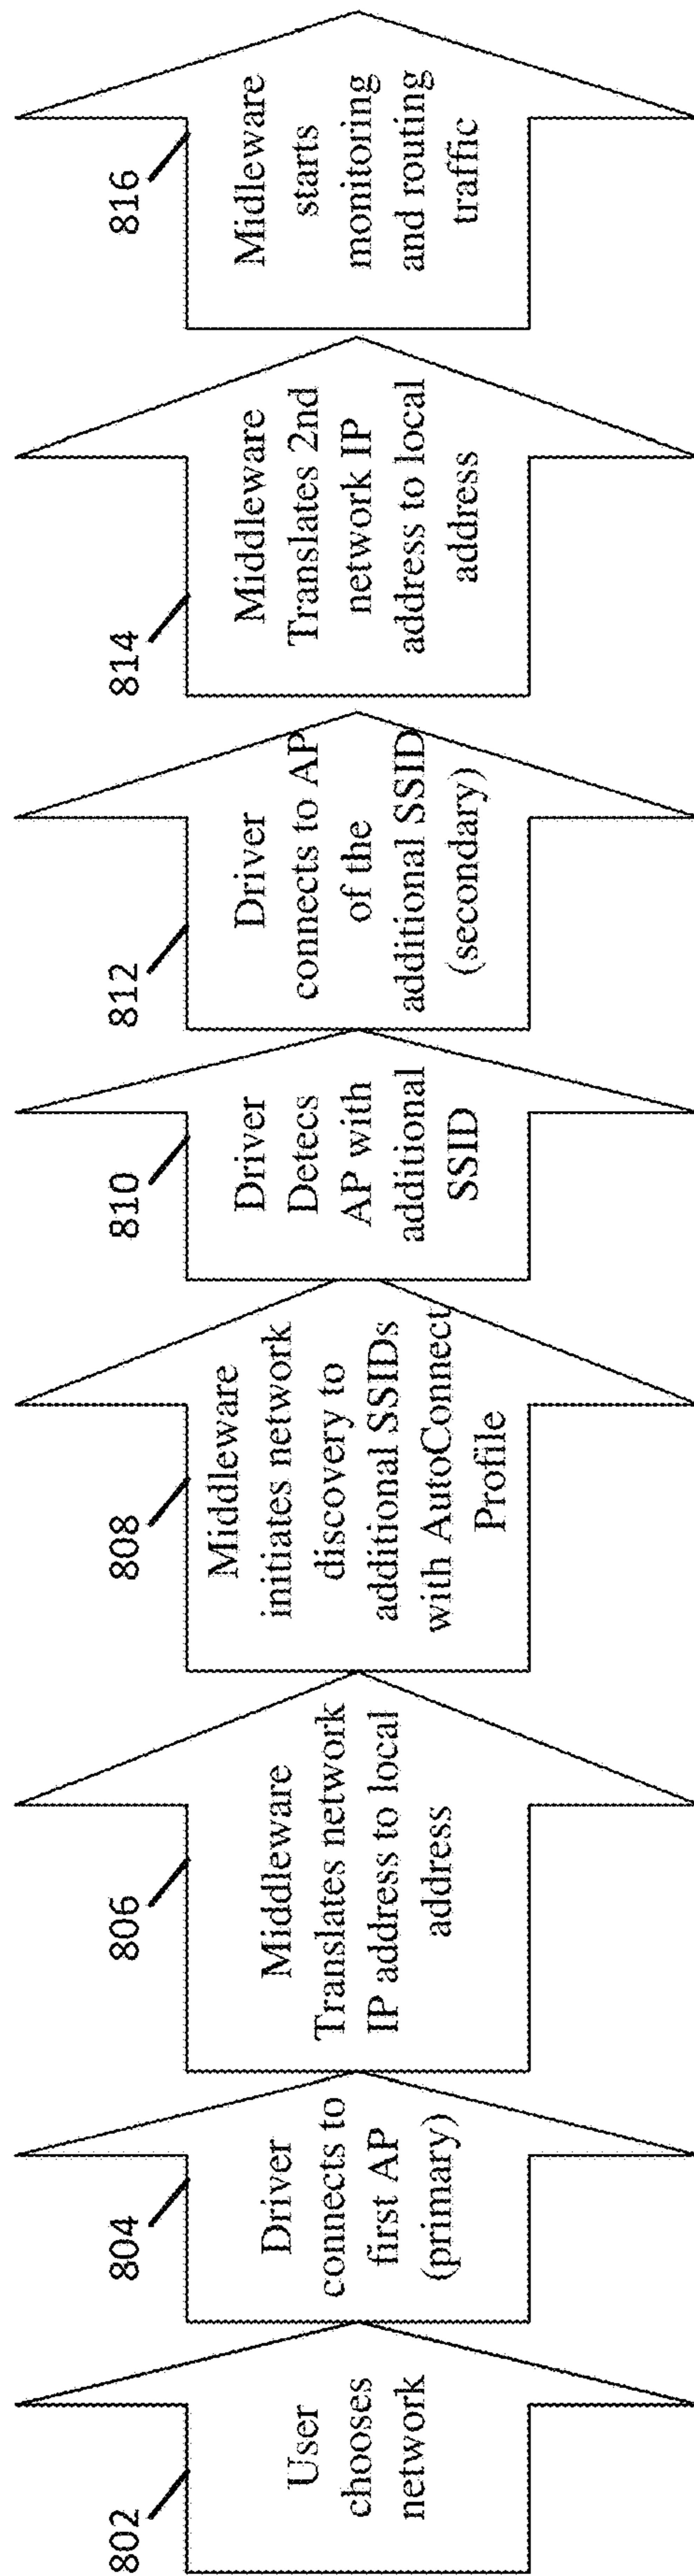 802
User
chooses
network
804
Driver
connects to
first AP
(primary)
806
Middleware
Translates network
IP address to local
address
808
Middleware
initiates network
discovery to
additional SSIDs
with AutoConnect
Profile
810
Driver
Detecs
AP with
additional
SSID
812
Driver
connects to AP
of the
additional SSID
(secondary)
814
Middleware
Translates 2nd
network IP
address to local
address
816
Midleware
starts
monitoring
and routing
traffic